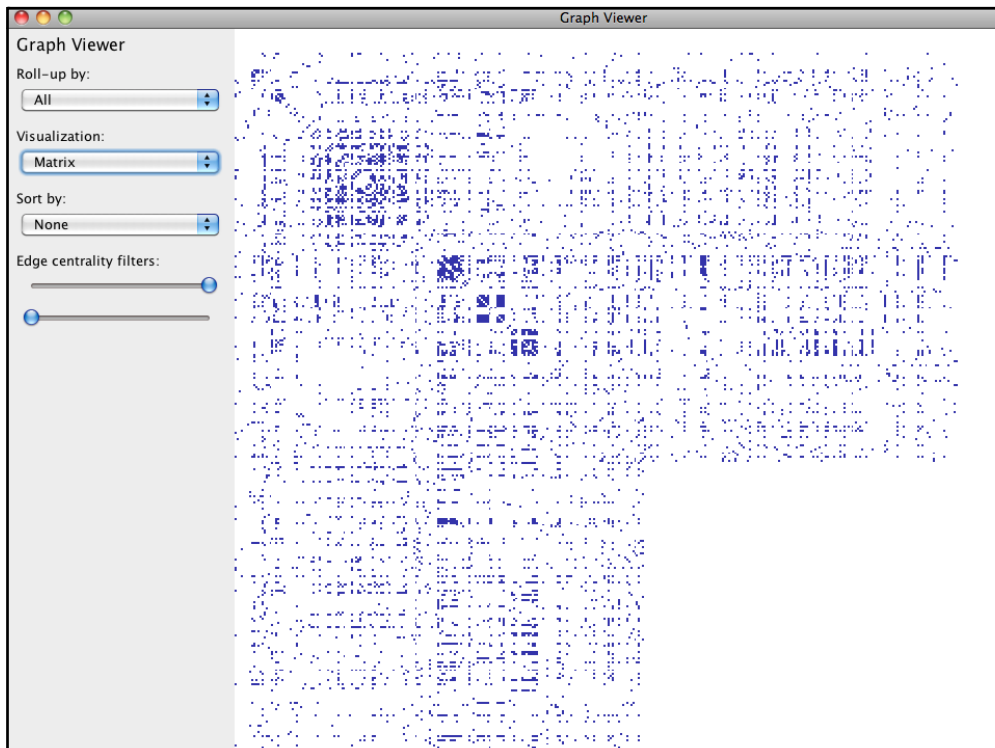 Graph Viewer
Graph Viewer
Roll-up by:
All
Visualization:
Matrix
Sort by:
None
Edge centrality filters: